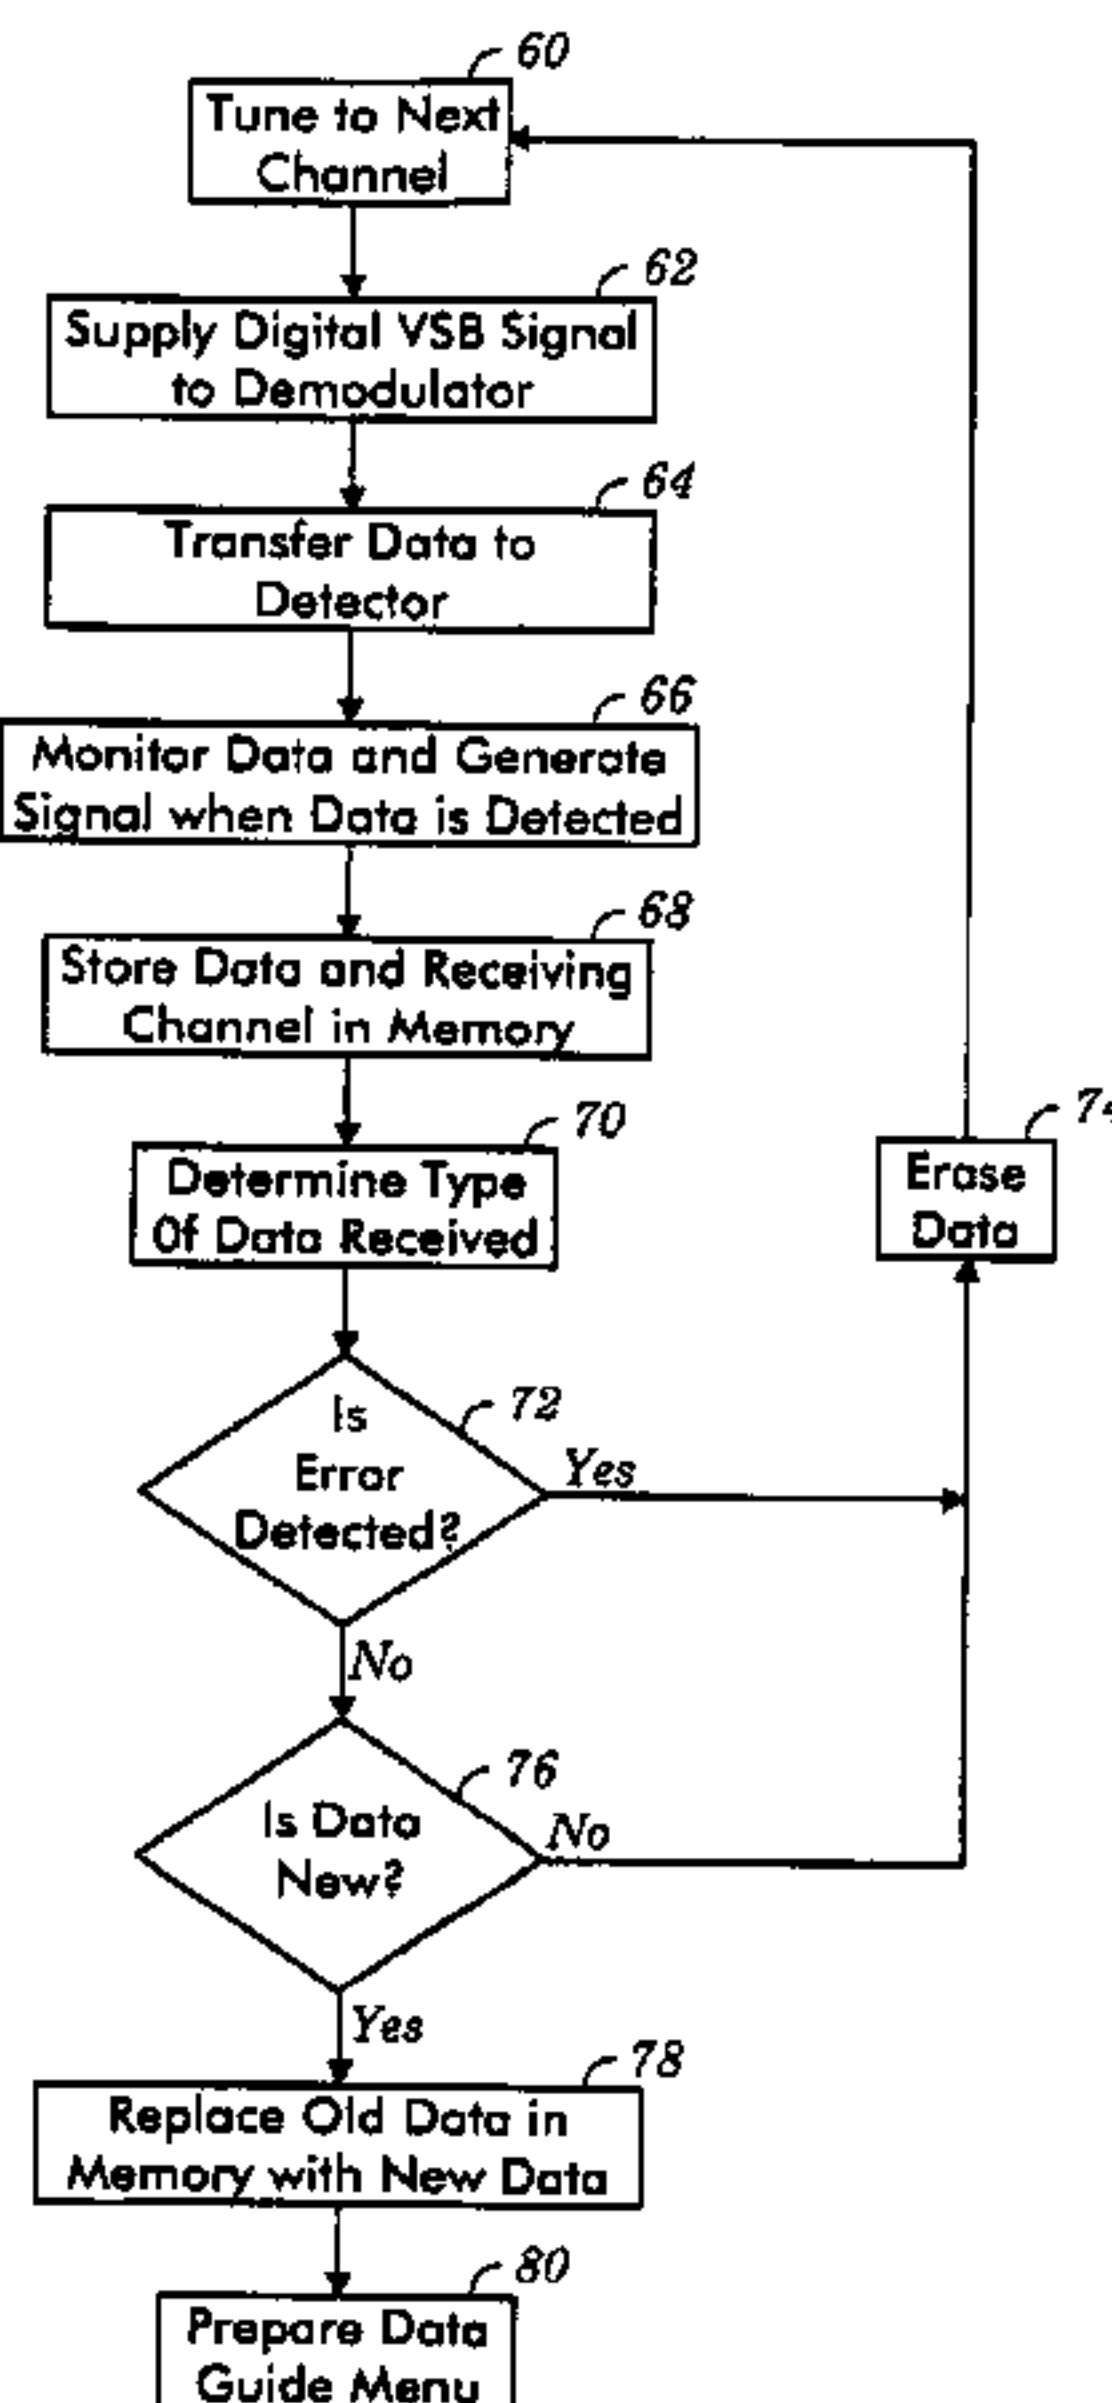 60
Tune to Next
Channel
62
Supply Digital VSB Signal
to Demodulator
64
Transfer Data to
Detector
66
Monitor Data and Generate
Signal when Data is Detected
68
Store Data and Receiving
Channel in Memory
70
Determine Type
Of Data Received
74
Erase
Data
72
Is
Error
Detected?
Yes
No
76
Is Data
New?
No
Yes
78
Replace Old Data in
Memory with New Data
80
Prepare Data
Guide Menu